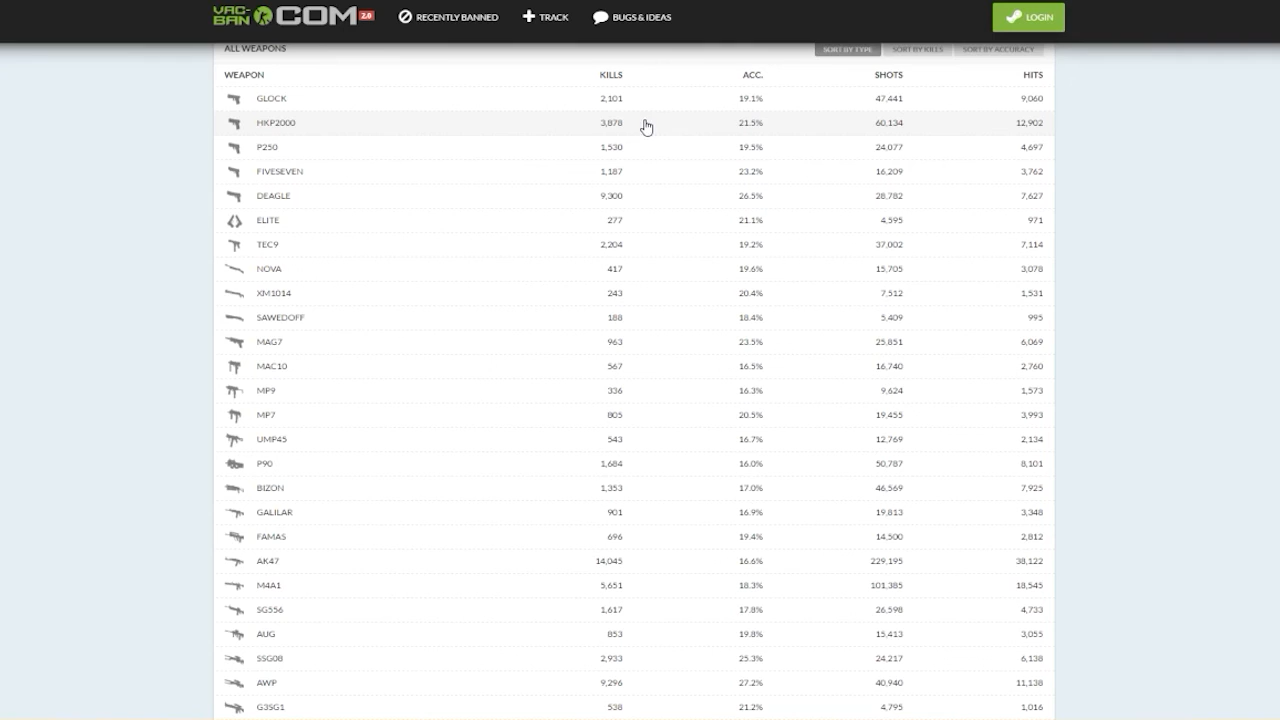 VAC-BAN COM 2.0 RECENTLY BANNED TRACK BUGS & IDEAS LOGIN
ALL WEAPONS SORT BY TYPE SORT BY KILLS SORT BY ACCURACY
WEAPON KILLS ACC. SHOTS HITS
GLOCK 2,101 19.1% 47,441 9,060
HKP2000 3,878 21.5% 60,134 12,902
P250 1,530 19.5% 24,077 4,697
FIVESEVEN 1,187 23.2% 16,209 3,762
DEAGLE 9,300 26.5% 28,782 7,627
ELITE 277 21.1% 4,595 971
TEC9 2,204 19.2% 37,002 7,114
NOVA 417 19.6% 15,705 3,078
XM1014 243 20.4% 7,512 1,531
SAWEDOFF 188 18.4% 5,409 995
MAG7 963 23.5% 25,851 6,069
MAC10 567 16.5% 16,740 2,760
MP9 336 16.3% 9,624 1,573
MP7 805 20.5% 19,455 3,993
UMP45 543 16.7% 12,769 2,134
P90 1,684 16.0% 50,787 8,101
BIZON 1,353 17.0% 46,569 7,925
GALILAR 901 16.9% 19,813 3,348
FAMAS 696 19.4% 14,500 2,812
AK47 14,045 16.6% 229,195 38,122
M4A1 5,651 18.3% 101,385 18,545
SG556 1,617 17.8% 26,598 4,733
AUG 853 19.8% 15,413 3,055
SSG08 2,933 25.3% 24,217 6,138
AWP 9,296 27.2% 40,940 11,138
G3SG1 538 21.2% 4,795 1,016